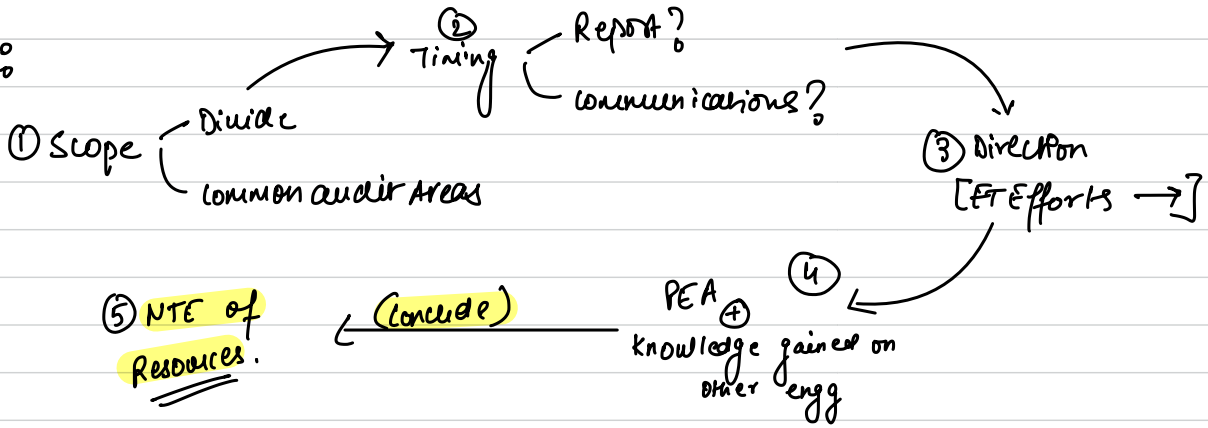 ① Scope
Divide
Common audit Areas
②
Timing
Report?
Communications?
③ Direction
[ET Efforts →]
④
PEA
+
Knowledge gained on
other engg
(Conclude)
⑤ NTE of
Resources.